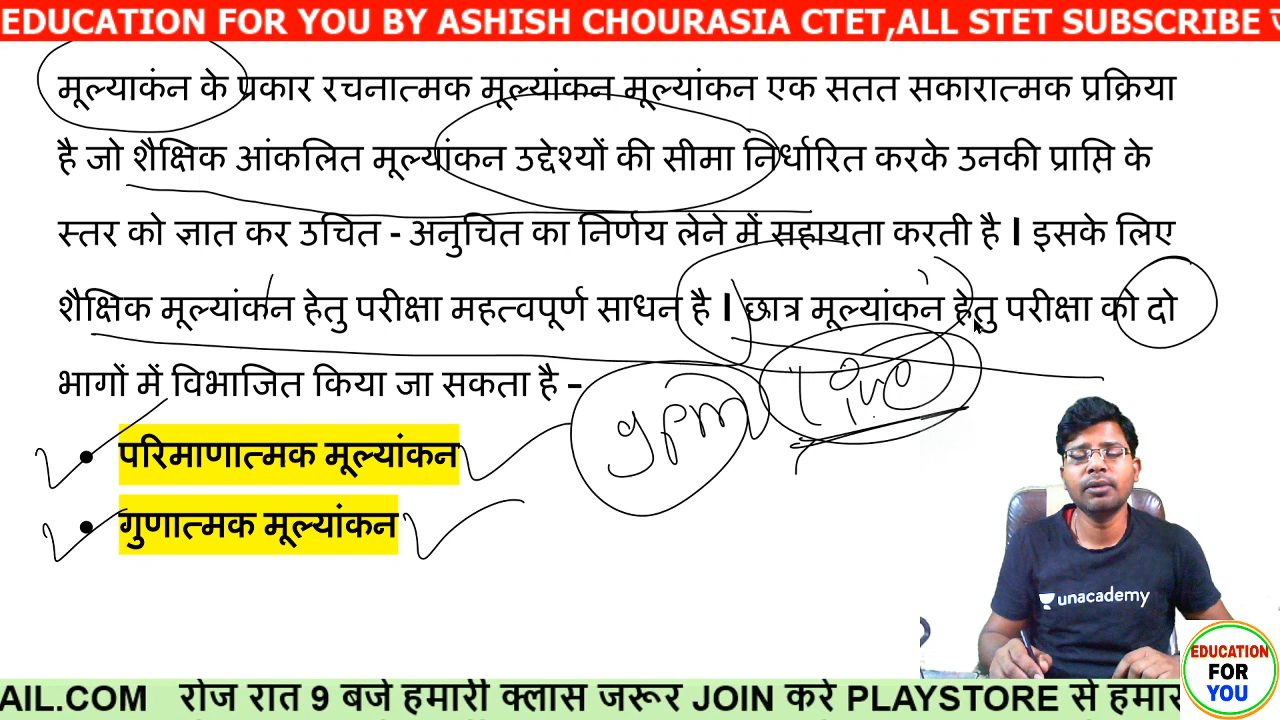 EDUCATION FOR YOU BY ASHISH CHOURASIA CTET,ALL STET SUBSCRIBE
मूल्याकंन के प्रकार रचनात्मक मूल्यांकन मूल्यांकन एक सतत सकारात्मक प्रक्रिया
है जो शैक्षिक आंकलित मूल्यांकन उद्देश्यों की सीमा निर्धारित करके उनकी प्राप्ति के
स्तर को ज्ञात कर उचित - अनुचित का निर्णय लेने में सहायता करती है l इसके लिए
शैक्षिक मूल्यांकन हेतु परीक्षा महत्वपूर्ण साधन है l छात्र मूल्यांकन हेतु परीक्षा को दो
भागों में विभाजित किया जा सकता है –
9pm Live
• परिमाणात्मक मूल्यांकन
• गुणात्मक मूल्यांकन
unacademy
EDUCATION
FOR
YOU
AIL.COM रोज रात 9 बजे हमारी क्लास जरूर JOIN करे PLAYSTORE से हमार